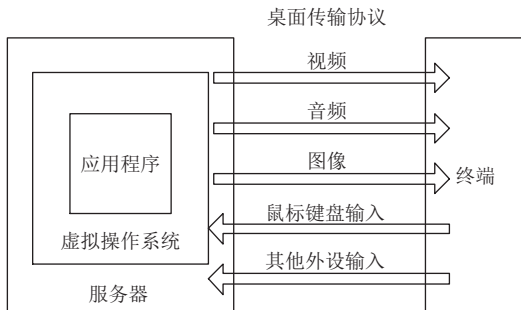 桌面传输协议
视频
音频
应用程序
图像
终端
鼠标键盘输入
虚拟操作系统
其他外设输入
服务器